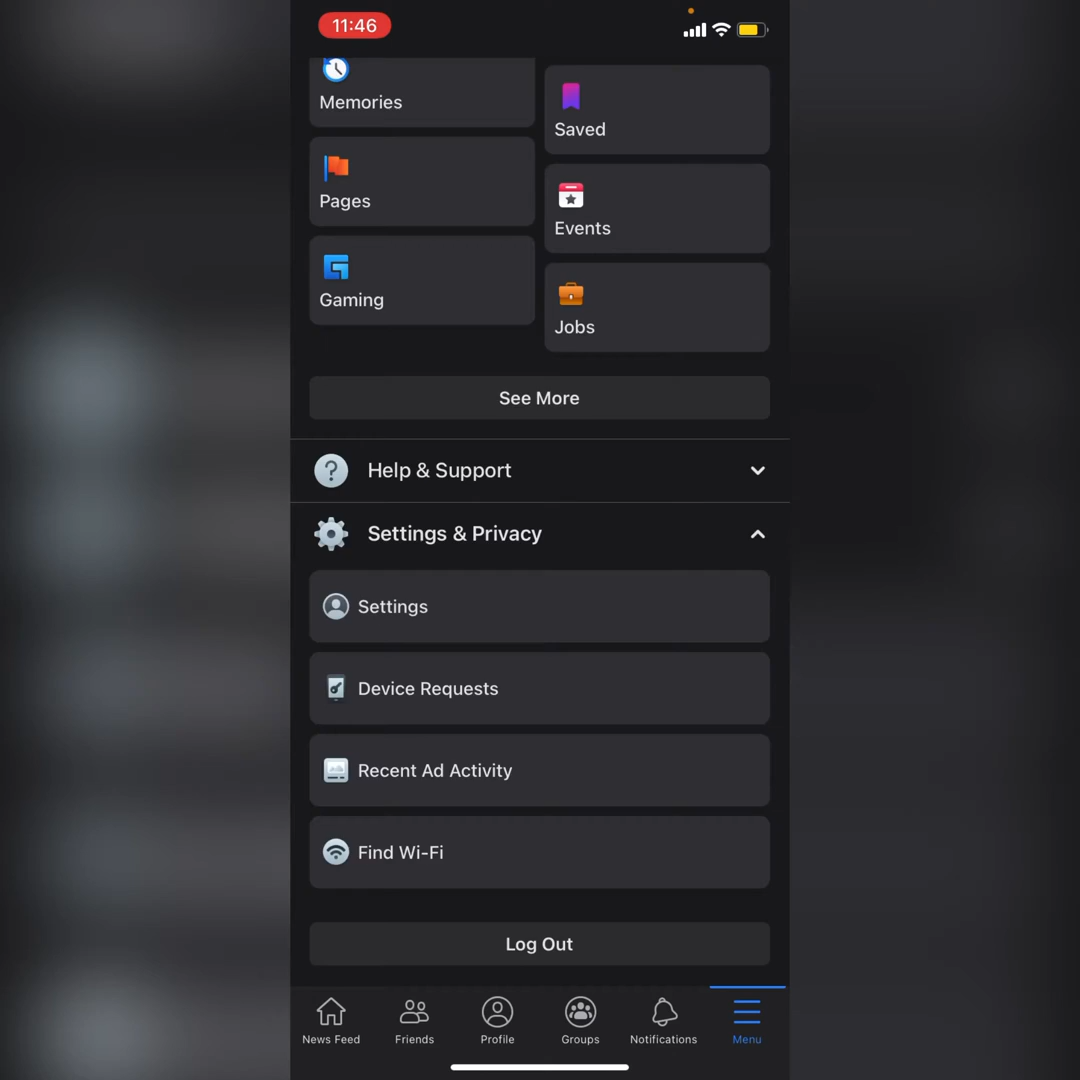 11:46
Memories
Saved
Pages
Events
Gaming
Jobs
See More
Help & Support
Settings & Privacy
Settings
Device Requests
Recent Ad Activity
Find Wi-Fi
Log Out
News Feed
Friends
Profile
Groups
Notifications
Menu